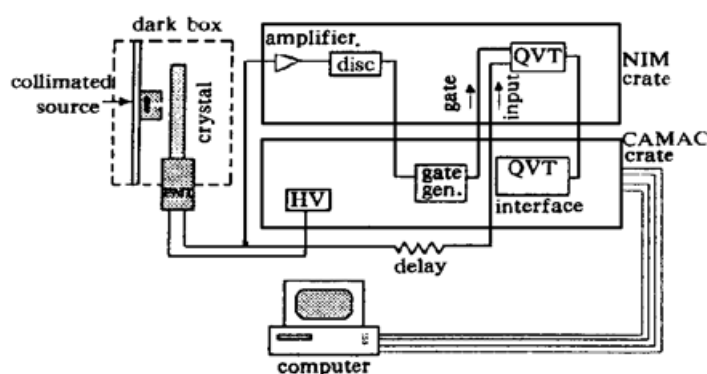 dark box
collimated
source
crystal
PMT
amplifier
disc
gate
input
QVT
NIM
crate
CAMAC
crate
gate
gen.
QVT
interface
HV
delay
computer